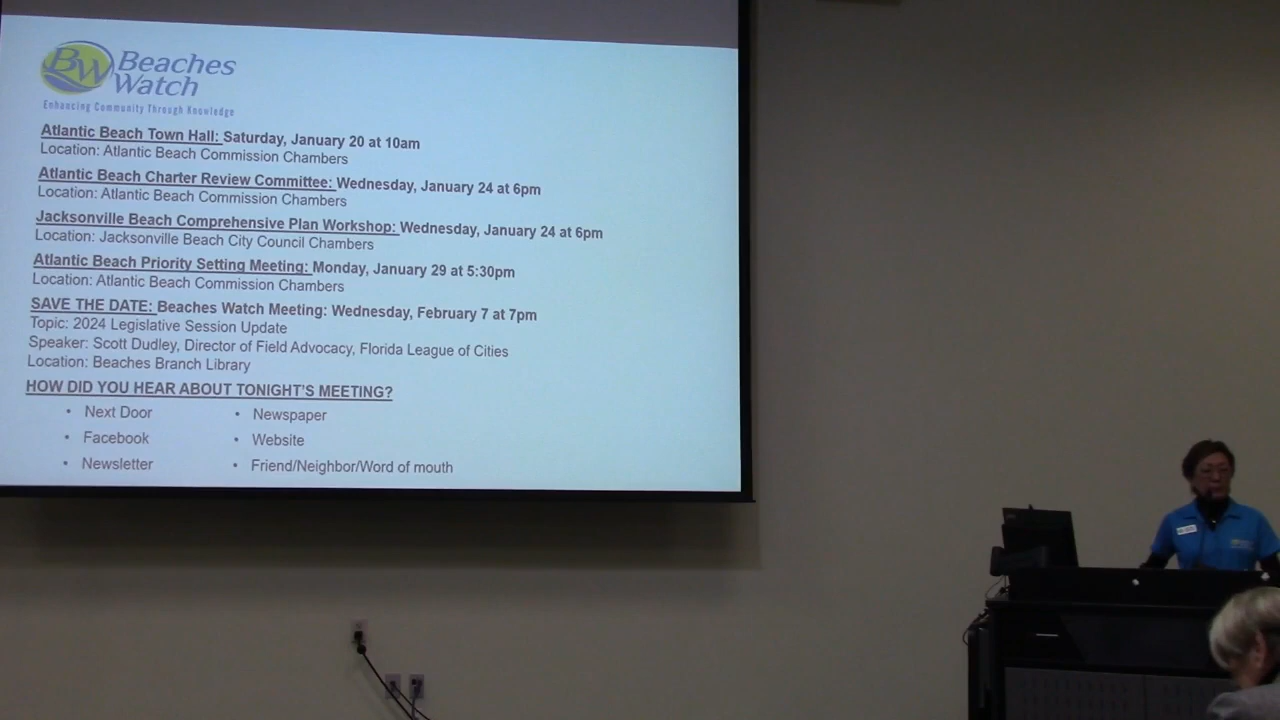 BW Beaches
Watch
Enhancing Community Through Knowledge
Atlantic Beach Town Hall: Saturday, January 20 at 10am
Location: Atlantic Beach Commission Chambers
Atlantic Beach Charter Review Committee: Wednesday, January 24 at 6pm
Location: Atlantic Beach Commission Chambers
Jacksonville Beach Comprehensive Plan Workshop: Wednesday, January 24 at 6pm
Location: Jacksonville Beach City Council Chambers
Atlantic Beach Priority Setting Meeting: Monday, January 29 at 5:30pm
Location: Atlantic Beach Commission Chambers
SAVE THE DATE: Beaches Watch Meeting: Wednesday, February 7 at 7pm
Topic: 2024 Legislative Session Update
Speaker: Scott Dudley, Director of Field Advocacy, Florida League of Cities
Location: Beaches Branch Library
HOW DID YOU HEAR ABOUT TONIGHT'S MEETING?
• Next Door
• Facebook
• Newsletter
• Newspaper
• Website
• Friend/Neighbor/Word of mouth